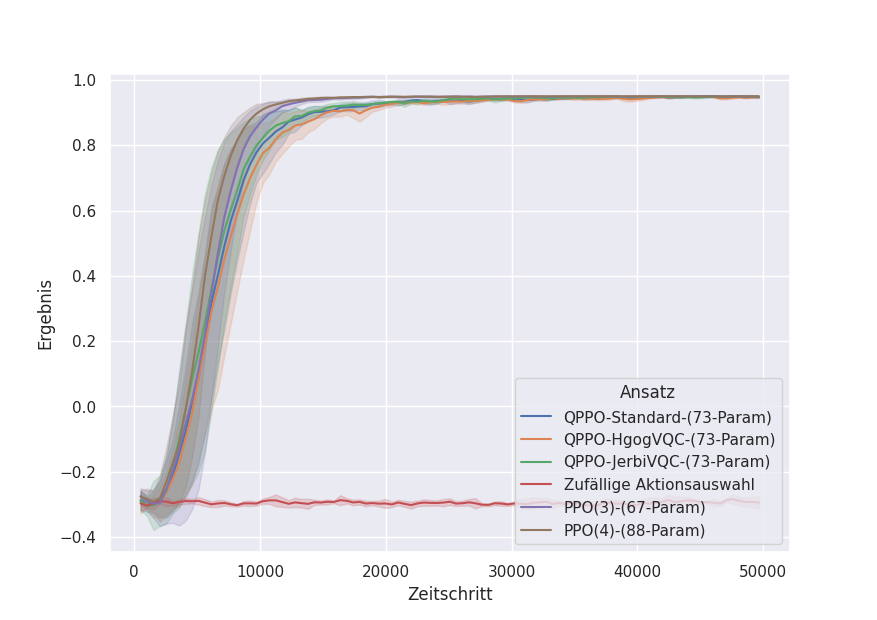 1.0
0.8
0.6
0.4
0.2
0.0
−0.2
−0.4
Ergebnis
Ansatz
QPPO-Standard-(73-Param)
QPPO-HgogVQC-(73-Param)
QPPO-JerbiVQC-(73-Param)
Zufällige Aktionsauswahl
PPO(3)-(67-Param)
PPO(4)-(88-Param)
0 10000 20000 30000 40000 50000
Zeitschritt